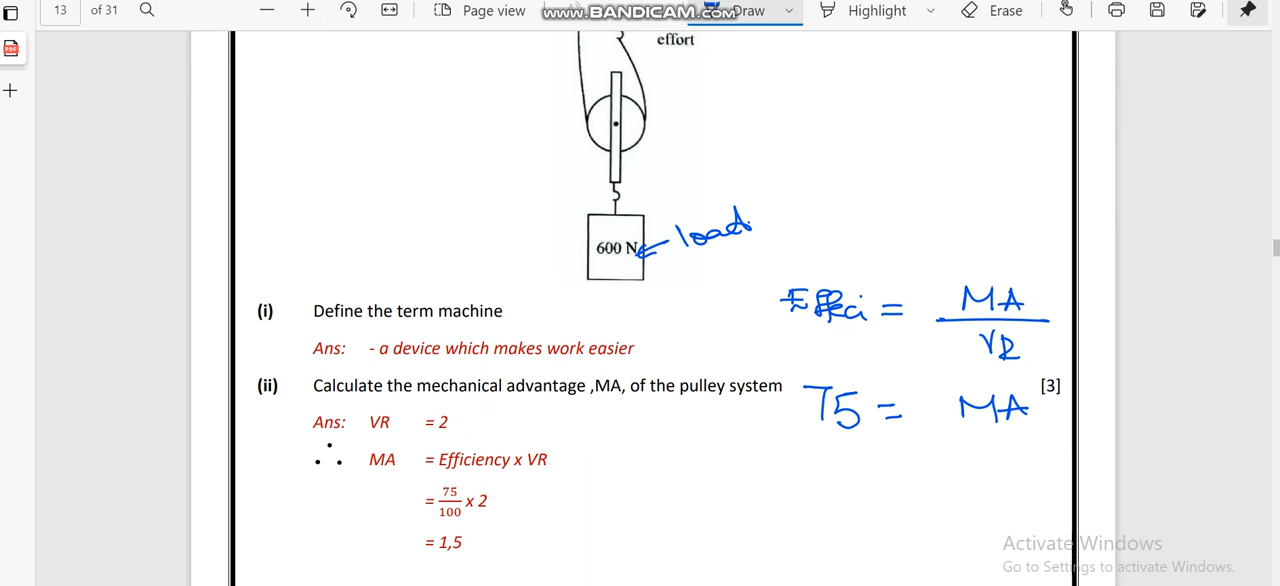 13 of 31 Page view www.BANDICAM.com Draw Highlight Erase
effort
600 N
load
(i) Define the term machine
Ans: - a device which makes work easier
Effici = MA
VR
(ii) Calculate the mechanical advantage ,MA, of the pulley system [3]
75 = MA
Ans: VR = 2
∴ MA = Efficiency x VR
= 75/100 x 2
= 1,5
Activate Windows
Go to Settings to activate Windows.